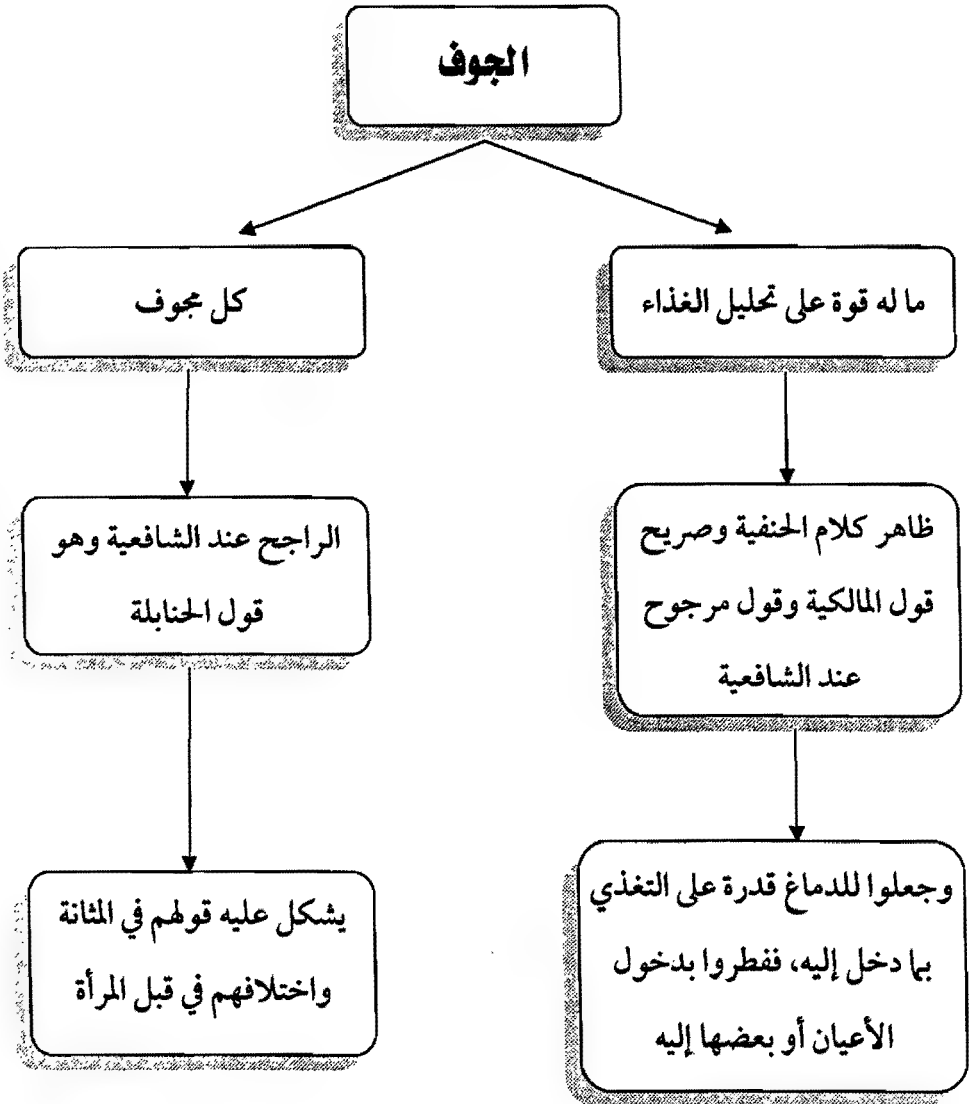 الجوف
ما له قوة على تحليل الغذاء
كل مجوف
ظاهر كلام الحنفية وصريح
قول المالكية وقول مرجوح
عند الشافعية
الراجح عند الشافعية وهو
قول الحنابلة
وجعلوا للدماغ قدرة على التغذي
بما دخل إليه، ففطروا بدخول
الأعيان أو بعضها إليه
يشكل عليه قولهم في المثانة
واختلافهم في قبل المرأة